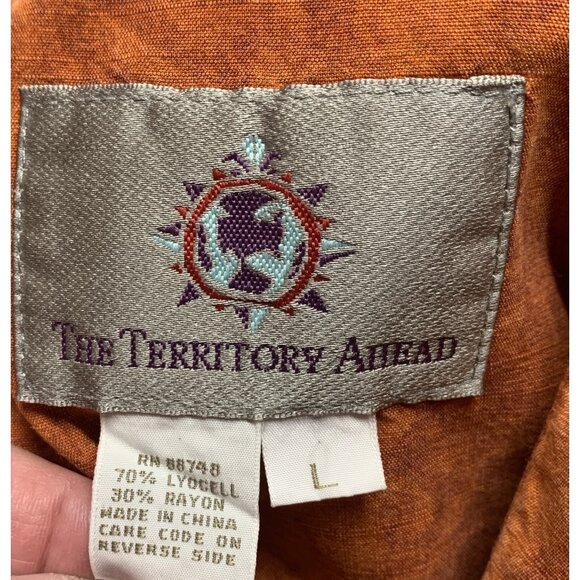 THE TERRITORY AHEAD
RN 88748
70% LYOCELL
30% RAYON
MADE IN CHINA
CARE CODE ON
REVERSE SIDE
L